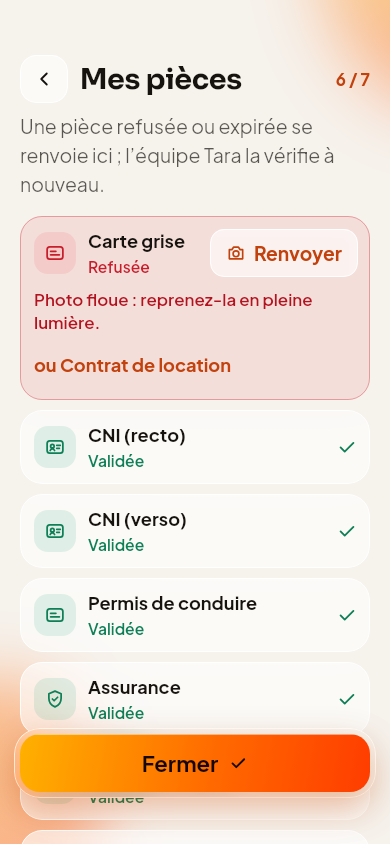 Mes pièces
6 / 7
Une pièce refusée ou expirée se
renvoie ici ; l’équipe Tara la vérifie à
nouveau.
Carte grise
Refusée
Renvoyer
Photo floue : reprenez-la en pleine
lumière.
ou Contrat de location
CNI (recto)
Validée
CNI (verso)
Validée
Permis de conduire
Validée
Assurance
Validée
Fermer
Validée